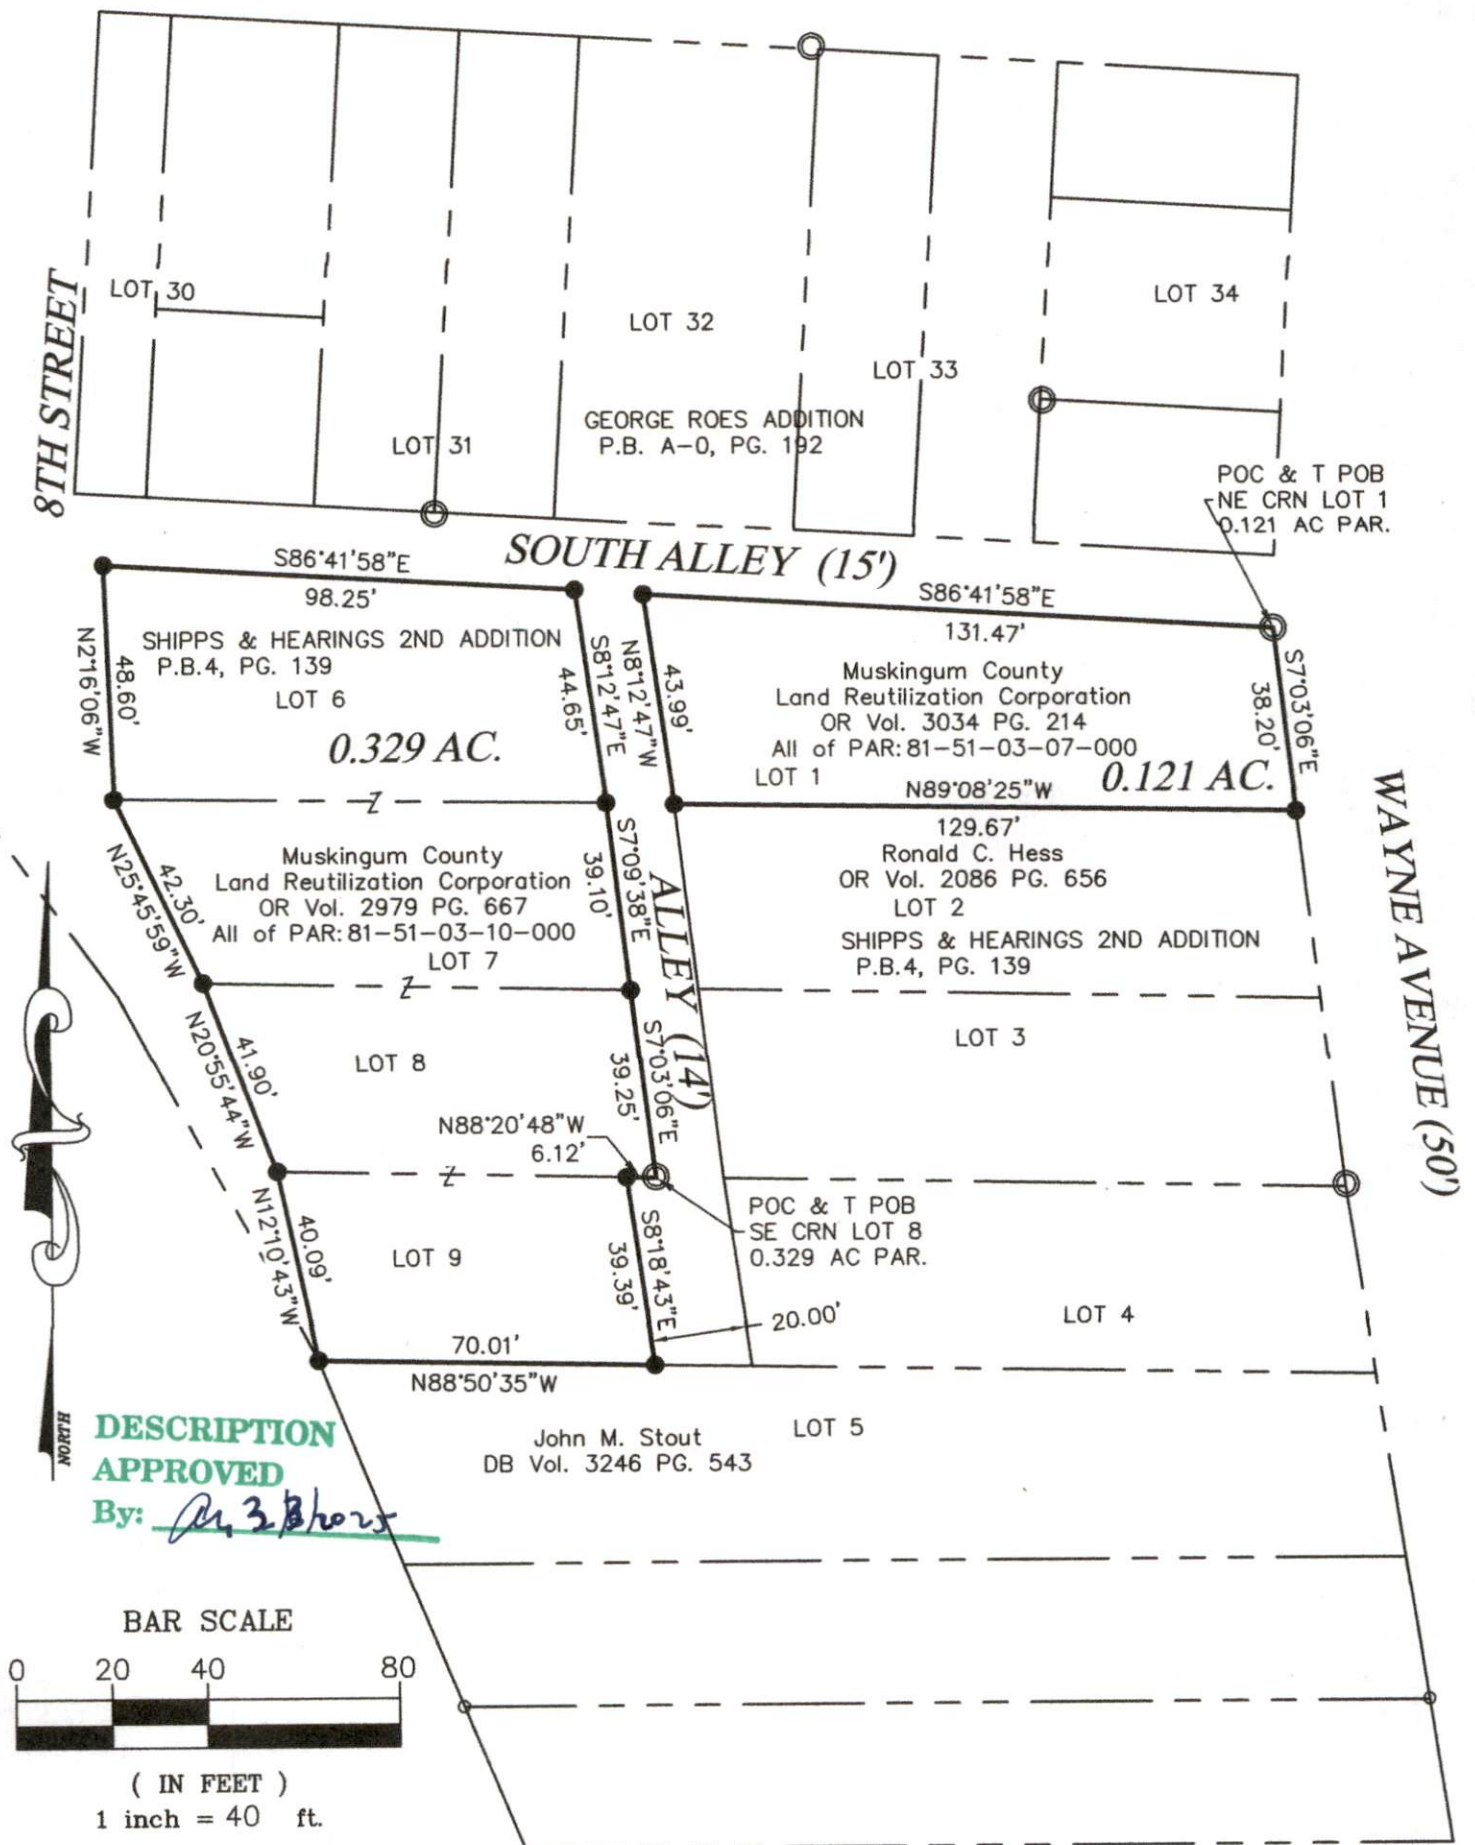 LOT 30
LOT 34
LOT 32
8TH STREET
LOT 33
GEORGE ROES ADDITION
P.B. A-0, PG. 192
LOT 31
POC & T POB
NE CRN LOT 1
0.121 AC PAR.
SOUTH ALLEY (15')
S86°41'58"E
98.25'
S86°41'58"E
131.47'
N2°16'06"W
48.60'
SHIPPS & HEARINGS 2ND ADDITION
P.B.4, PG. 139
LOT 6
0.329 AC.
S8°12'47"E
44.65'
N8°12'47"W
43.99'
Muskingum County
Land Reutilization Corporation
OR Vol. 3034 PG. 214
All of PAR: 81-51-03-07-000
LOT 1
0.121 AC.
S7°03'06"E
38.20'
N89°08'25"W
129.67'
Ronald C. Hess
OR Vol. 2086 PG. 656
LOT 2
SHIPPS & HEARINGS 2ND ADDITION
P.B.4, PG. 139
WAYNE AVENUE (50')
N25°45'59"W
42.30'
Muskingum County
Land Reutilization Corporation
OR Vol. 2979 PG. 667
All of PAR: 81-51-03-10-000
LOT 7
S7°09'38"E
39.10'
ALLEY (14')
LOT 3
N20°55'44"W
41.90'
LOT 8
S7°03'06"E
39.25'
N88°20'48"W
6.12'
POC & T POB
SE CRN LOT 8
0.329 AC PAR.
N12°10'43"W
40.09'
LOT 9
S8°18'43"E
39.39'
20.00'
LOT 4
70.01'
N88°50'35"W
NORTH
DESCRIPTION
APPROVED
By:
John M. Stout
DB Vol. 3246 PG. 543
LOT 5
BAR SCALE
0 20 40 80
( IN FEET )
1 inch = 40 ft.